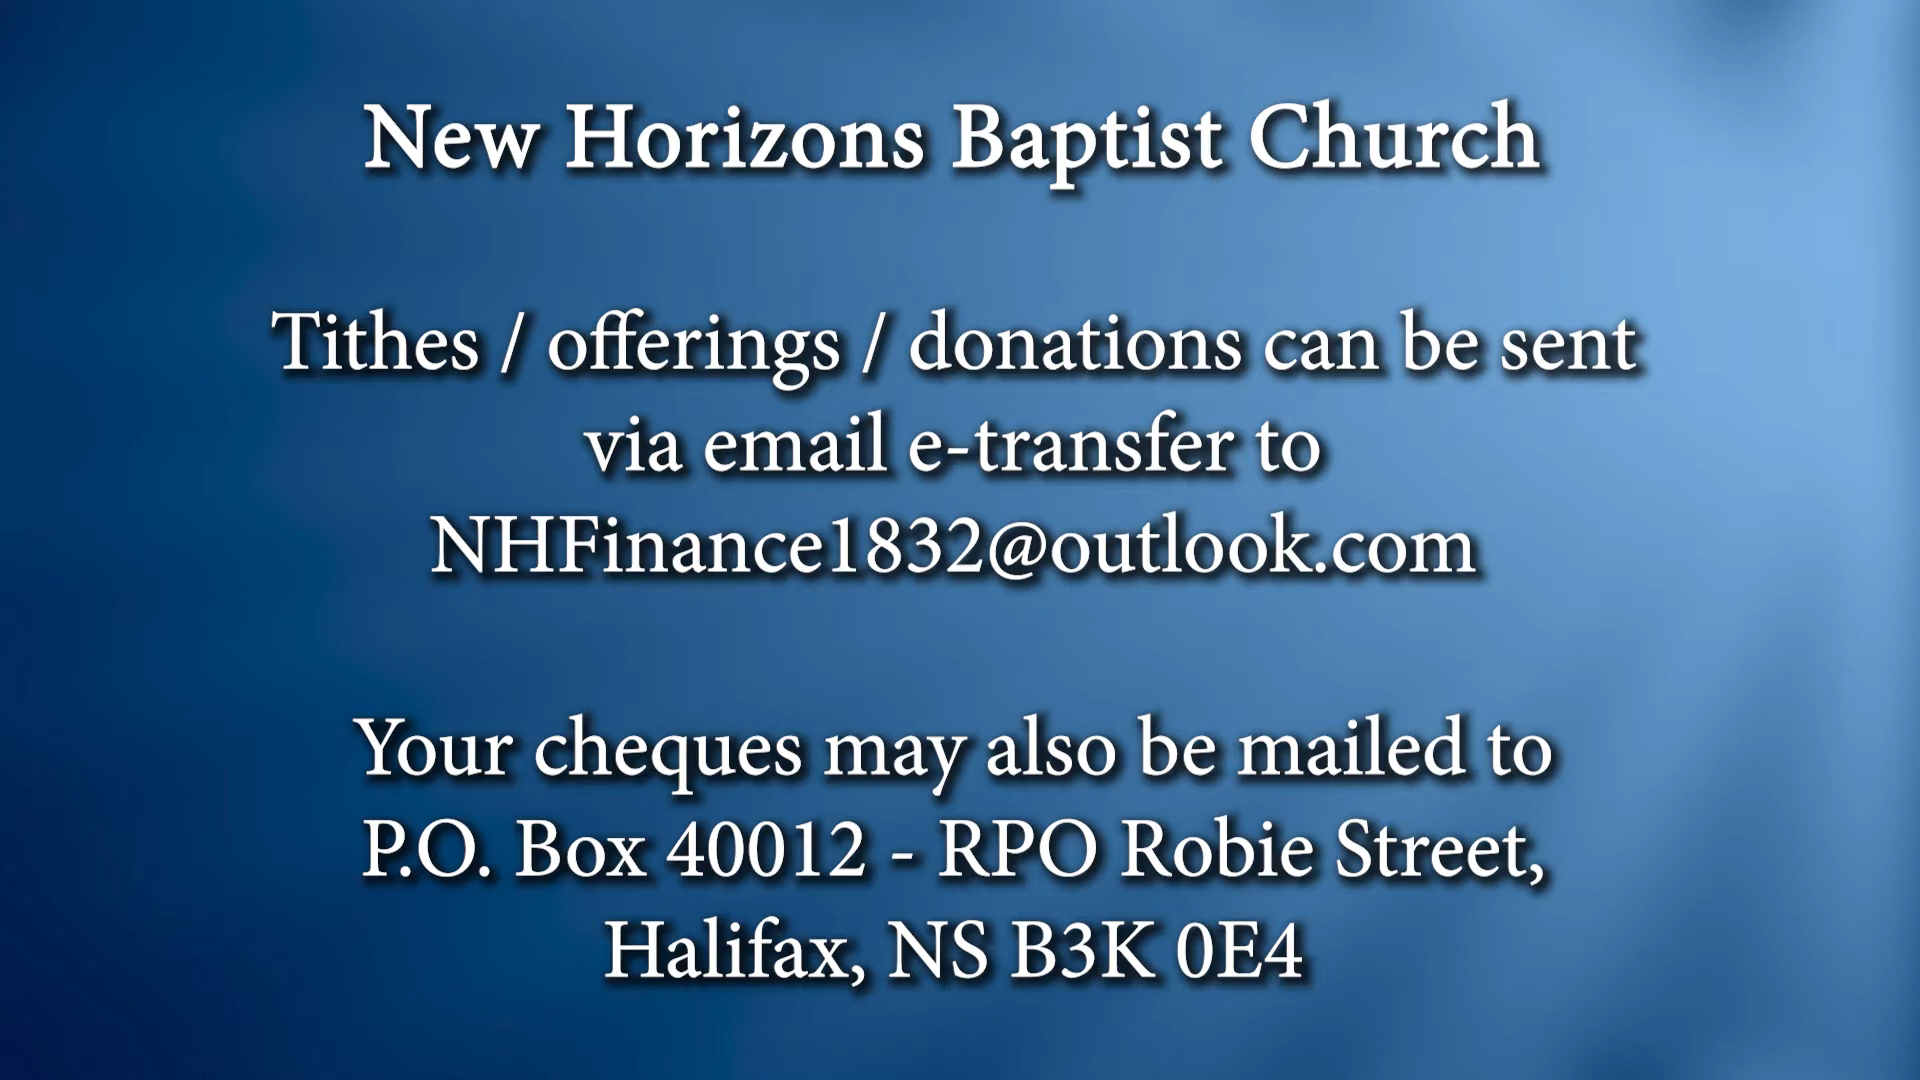 New Horizons Baptist Church
Tithes / offerings / donations can be sent
via email e-transfer to
NHFinance1832@outlook.com
Your cheques may also be mailed to
P.O. Box 40012 - RPO Robie Street,
Halifax, NS B3K 0E4